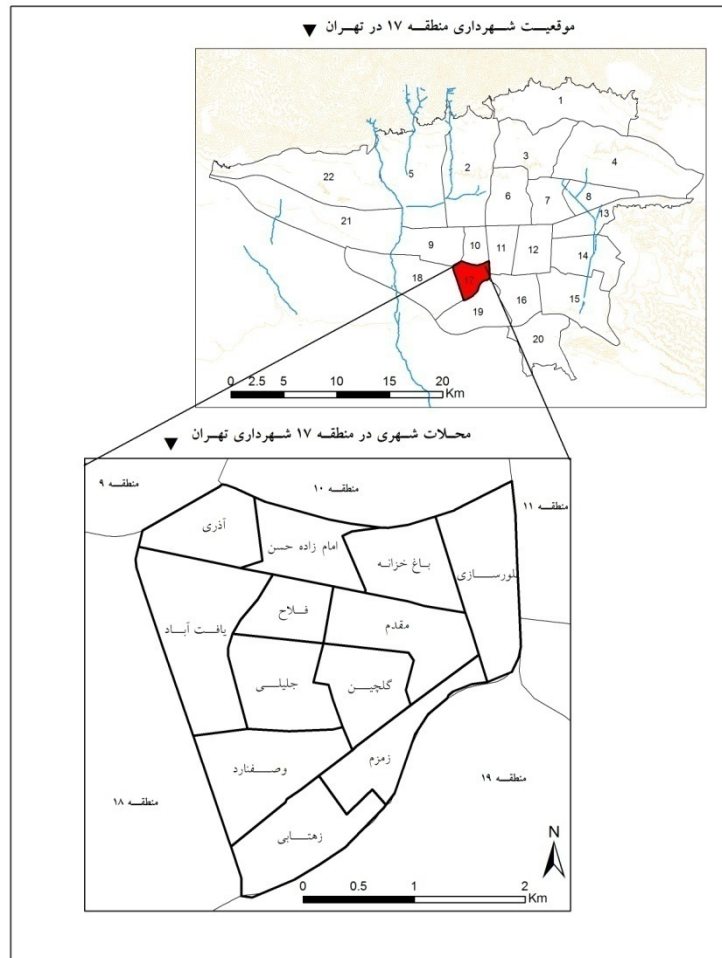 موقعیت شهرداری منطقه ۱۷ در تهران
1
3
4
22
5
2
6
7
8
13
21
9
10
11
12
14
18
17
16
15
19
20
0 2.5 5 10 15 20
Km
محلات شهری در منطقه ۱۷ شهرداری تهران
منطقه ۹
منطقه ۱۰
منطقه ۱۱
آذری
امام زاده حسن
باغ خزانه
بلورسازی
فلاح
یافت آباد
مقدم
جلیلی
گلچین
زمزم
وصفنارد
منطقه ۱۹
منطقه ۱۸
زهتابی
N
0 0.5 1 2
Km